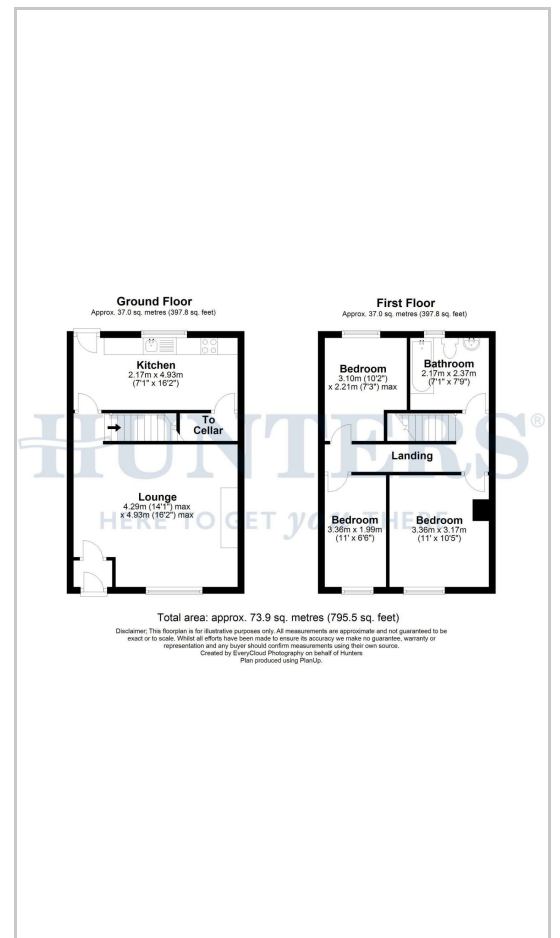 Ground Floor
Approx. 37.0 sq. metres (397.8 sq. feet)
Kitchen
2.17m x 4.93m
(7'1" x 16'2")
To
Cellar
Lounge
4.29m (14'1") max
x 4.93m (16'2") max
First Floor
Approx. 37.0 sq. metres (397.8 sq. feet)
Bedroom
3.10m (10'2")
x 2.21m (7'3") max
Bathroom
2.17m x 2.37m
(7'1" x 7'9")
Landing
Bedroom
3.36m x 1.99m
(11' x 6'6")
Bedroom
3.36m x 3.17m
(11' x 10'5")
HUNTERS®
HERE TO GET you THERE
Total area: approx. 73.9 sq. metres (795.5 sq. feet)
Disclaimer; This floorplan is for illustrative purposes only. All measurements are approximate and not guaranteed to be
exact or to scale. Whilst all efforts have been made to ensure its accuracy we make no guarantee, warranty or
representation and any buyer should confirm measurements using their own source.
Created by EveryCloud Photography on behalf of Hunters
Plan produced using PlanUp.